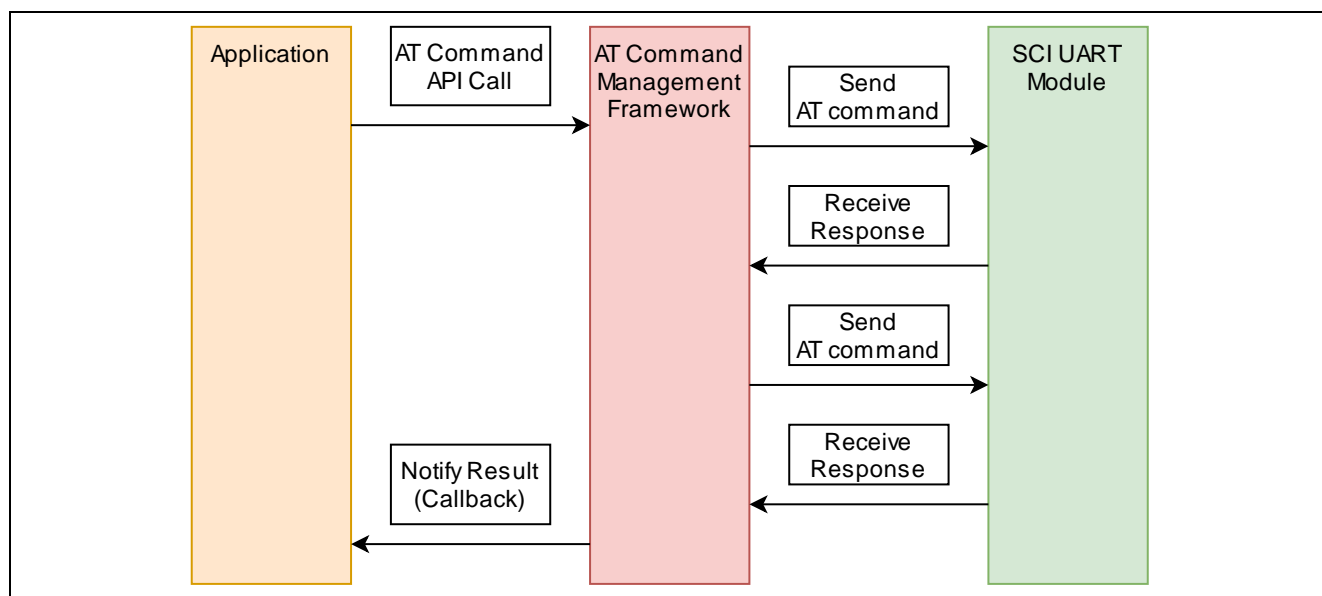 Application
AT Command
API Call
AT Command
Management
Framework
SCI UART
Module
Send
AT command
Receive
Response
Send
AT command
Receive
Response
Notify Result
(Callback)